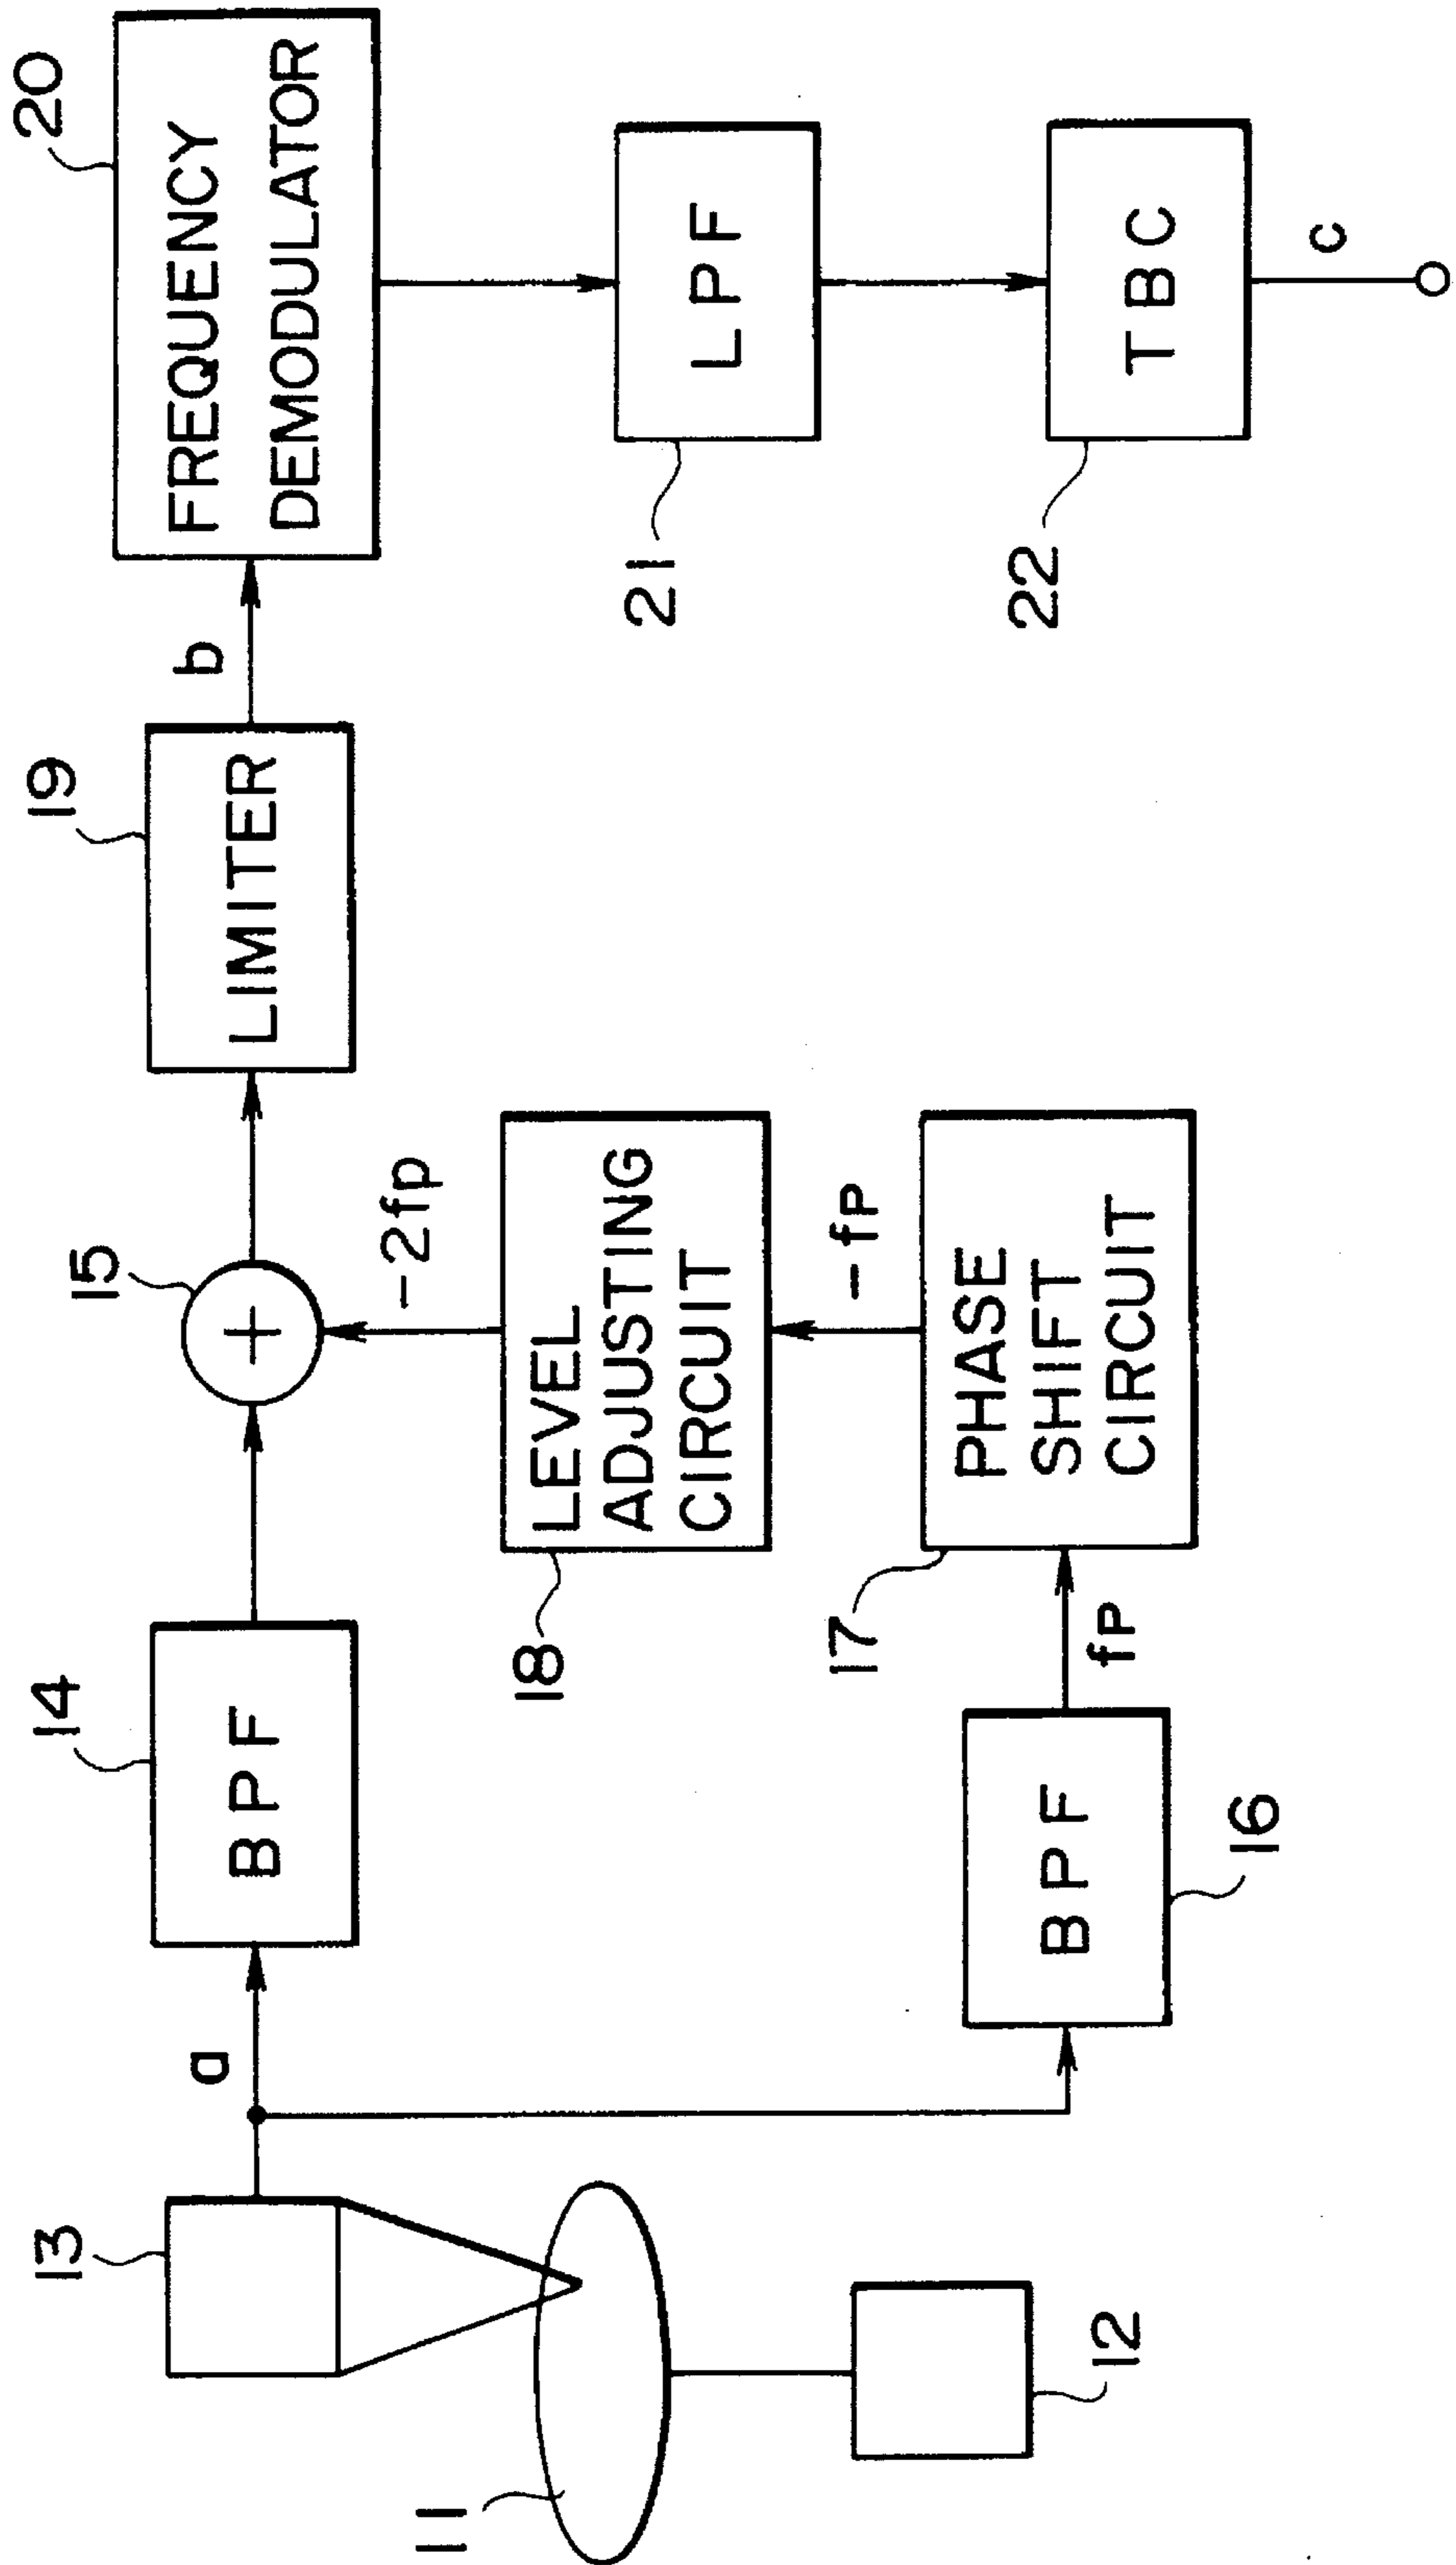 13
a
14
BPF
15
19
LIMITER
b
20
FREQUENCY
DEMODULATOR
-2fp
18
LEVEL
ADJUSTING
CIRCUIT
-fP
17
PHASE
SHIFT
CIRCUIT
fP
BPF
16
11
12
21
LPF
22
TBC
c